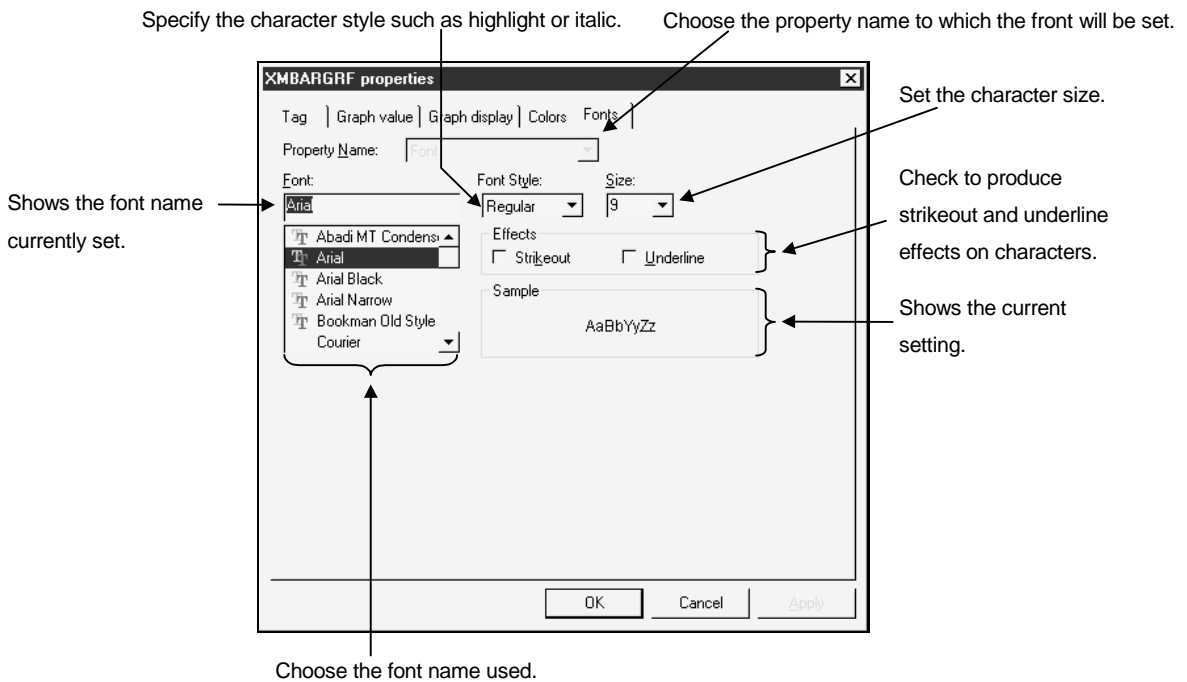 Specify the character style such as highlight or italic.
Choose the property name to which the front will be set.
XMBARGRF properties
Tag
Graph value
Graph display
Colors
Fonts
Set the character size.
Property Name:
Font
Font:
Font Style:
Size:
Shows the font name
currently set.
Arial
Regular
9
Check to produce
strikeout and underline
effects on characters.
Abadi MT Condens
Arial
Arial Black
Arial Narrow
Bookman Old Style
Courier
Effects
Strikeout
Underline
Sample
AaBbYyZz
Shows the current
setting.
OK
Cancel
Apply
Choose the font name used.